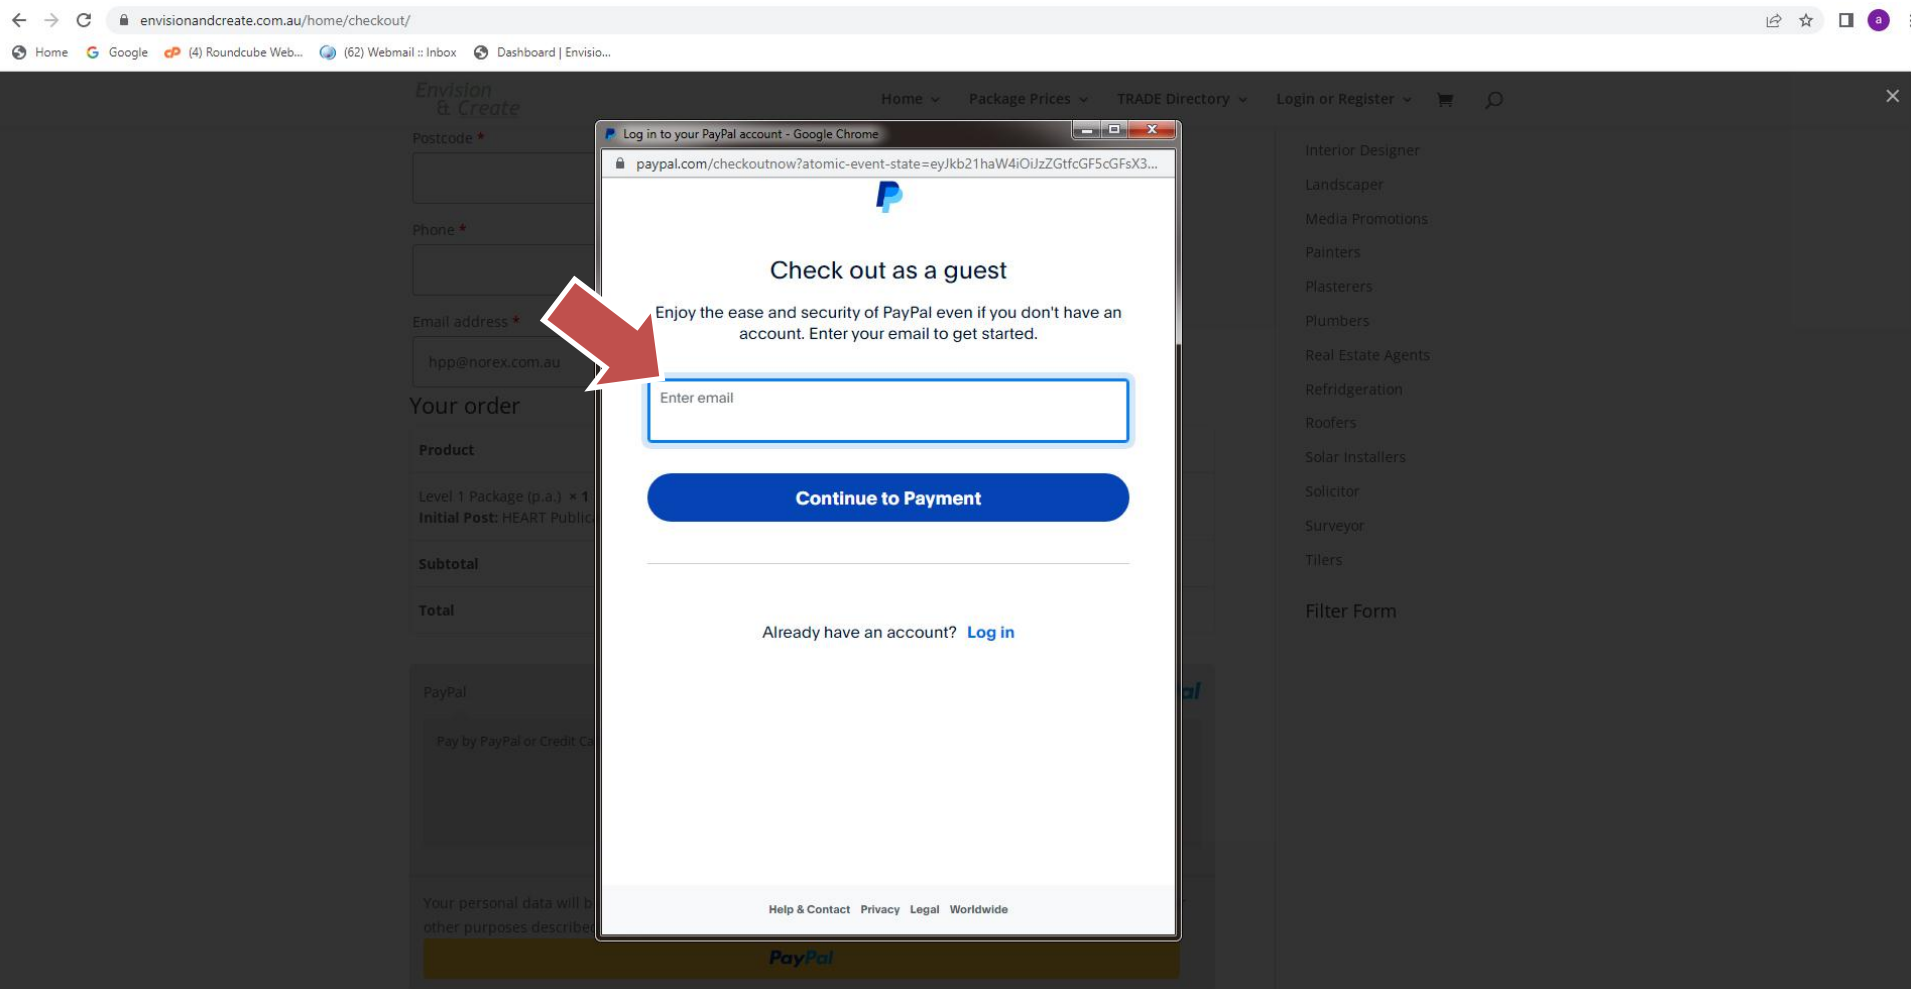 envisionandcreate.com.au/home/checkout/
a
Home Google (4) Roundcube Web... (62) Webmail :: Inbox Dashboard | Envisio...
Envision
& Create
Home Package Prices TRADE Directory Login or Register
Postcode *
Phone *
Email address *
hpp@norex.com.au
Your order
Product
Level 1 Package (p.a.) × 1
Initial Post: HEART Publica
Subtotal
Total
PayPal
al
Pay by PayPal or Credit Ca
Your personal data will b
other purposes described
PayPal
Log in to your PayPal account - Google Chrome
paypal.com/checkoutnow?atomic-event-state=eyJkb21haW4iOiJzZGtfcGF5cGFsX3...
Check out as a guest
Enjoy the ease and security of PayPal even if you don't have an
account. Enter your email to get started.
Enter email
Continue to Payment
Already have an account? Log in
Help & Contact Privacy Legal Worldwide
Interior Designer
Landscaper
Media Promotions
Painters
Plasterers
Plumbers
Real Estate Agents
Refridgeration
Roofers
Solar Installers
Solicitor
Surveyor
Tilers
Filter Form